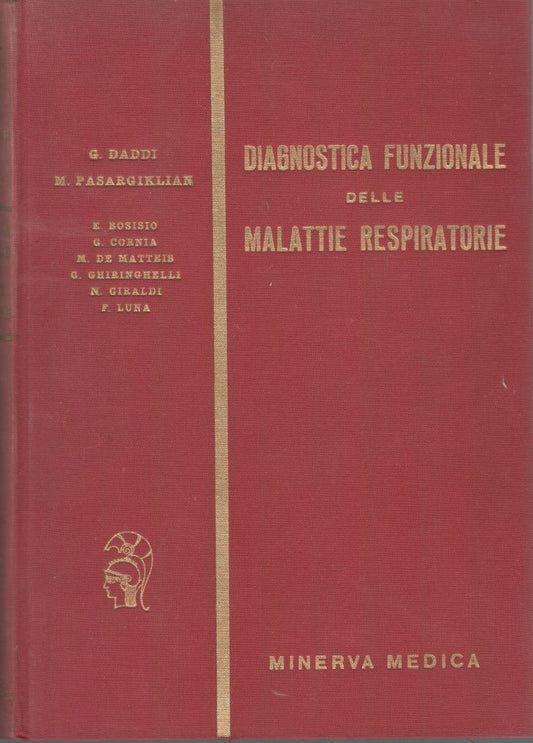 G. DADDI
M. PASARGIKLIAN
E. BOSISIO
G. CORNIA
M. DE MATTEIS
G. GHIRINGHELLI
N. GIRALDI
F. LUNA
DIAGNOSTICA FUNZIONALE
DELLE
MALATTIE RESPIRATORIE
MINERVA MEDICA